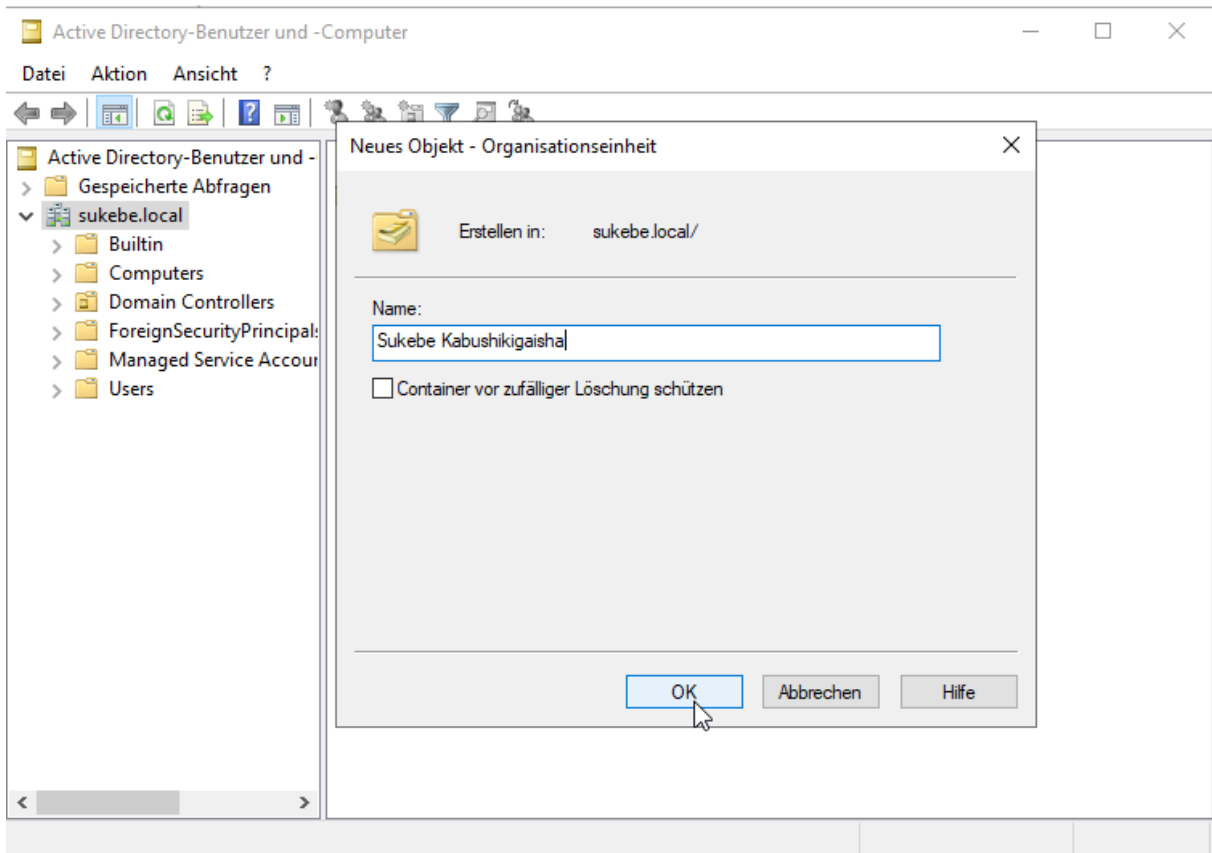 Active Directory-Benutzer und -Computer
Datei Aktion Ansicht ?
Active Directory-Benutzer und -
Gespeicherte Abfragen
sukebe.local
Builtin
Computers
Domain Controllers
ForeignSecurityPrincipals
Managed Service Accoun
Users
Neues Objekt - Organisationseinheit
Erstellen in: sukebe.local/
Name:
Sukebe Kabushikigaisha
Container vor zufälliger Löschung schützen
OK Abbrechen Hilfe